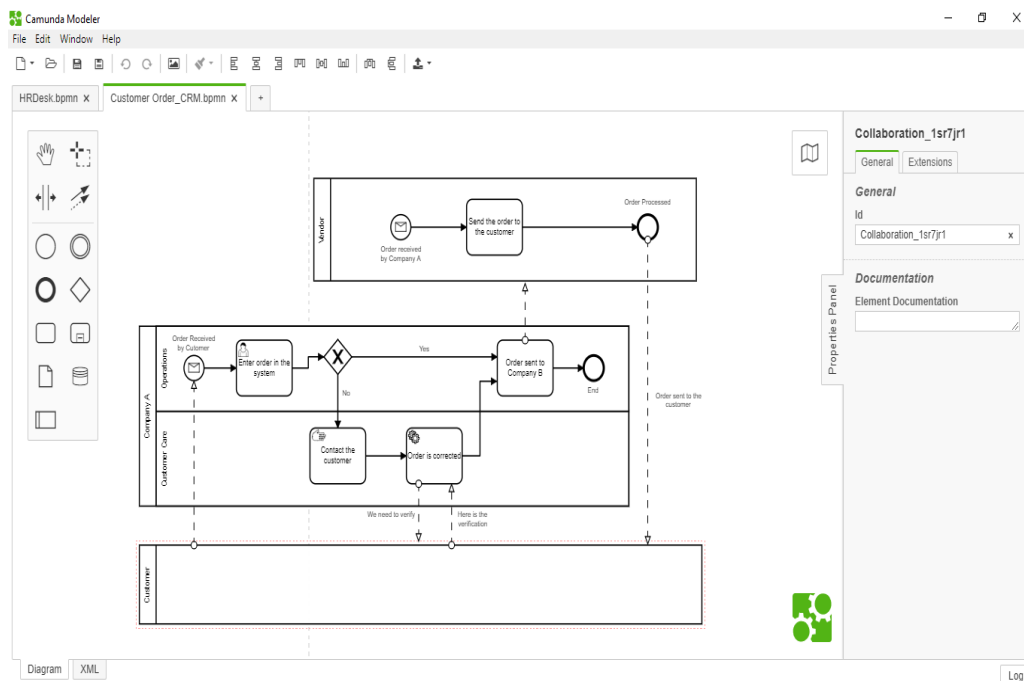 Camunda Modeler
File Edit Window Help
HRDesk.bpmn x
Customer Order_CRM.bpmn x
+
Collaboration_1sr7jr1
General
Extensions
General
Id
Collaboration_1sr7jr1 x
Documentation
Element Documentation
Properties Panel
Vendor
Order received
by Company A
Send the order to
the customer
Order Processed
Company A
Operations
Order Received
by Cutomer
Enter order in the
system
X
Yes
No
Order sent to
Company B
End
Order sent to the
customer
Customer Care
Contact the
customer
Order is corrected
We need to verify
Here is the
verification
Customer
Diagram
XML
Log